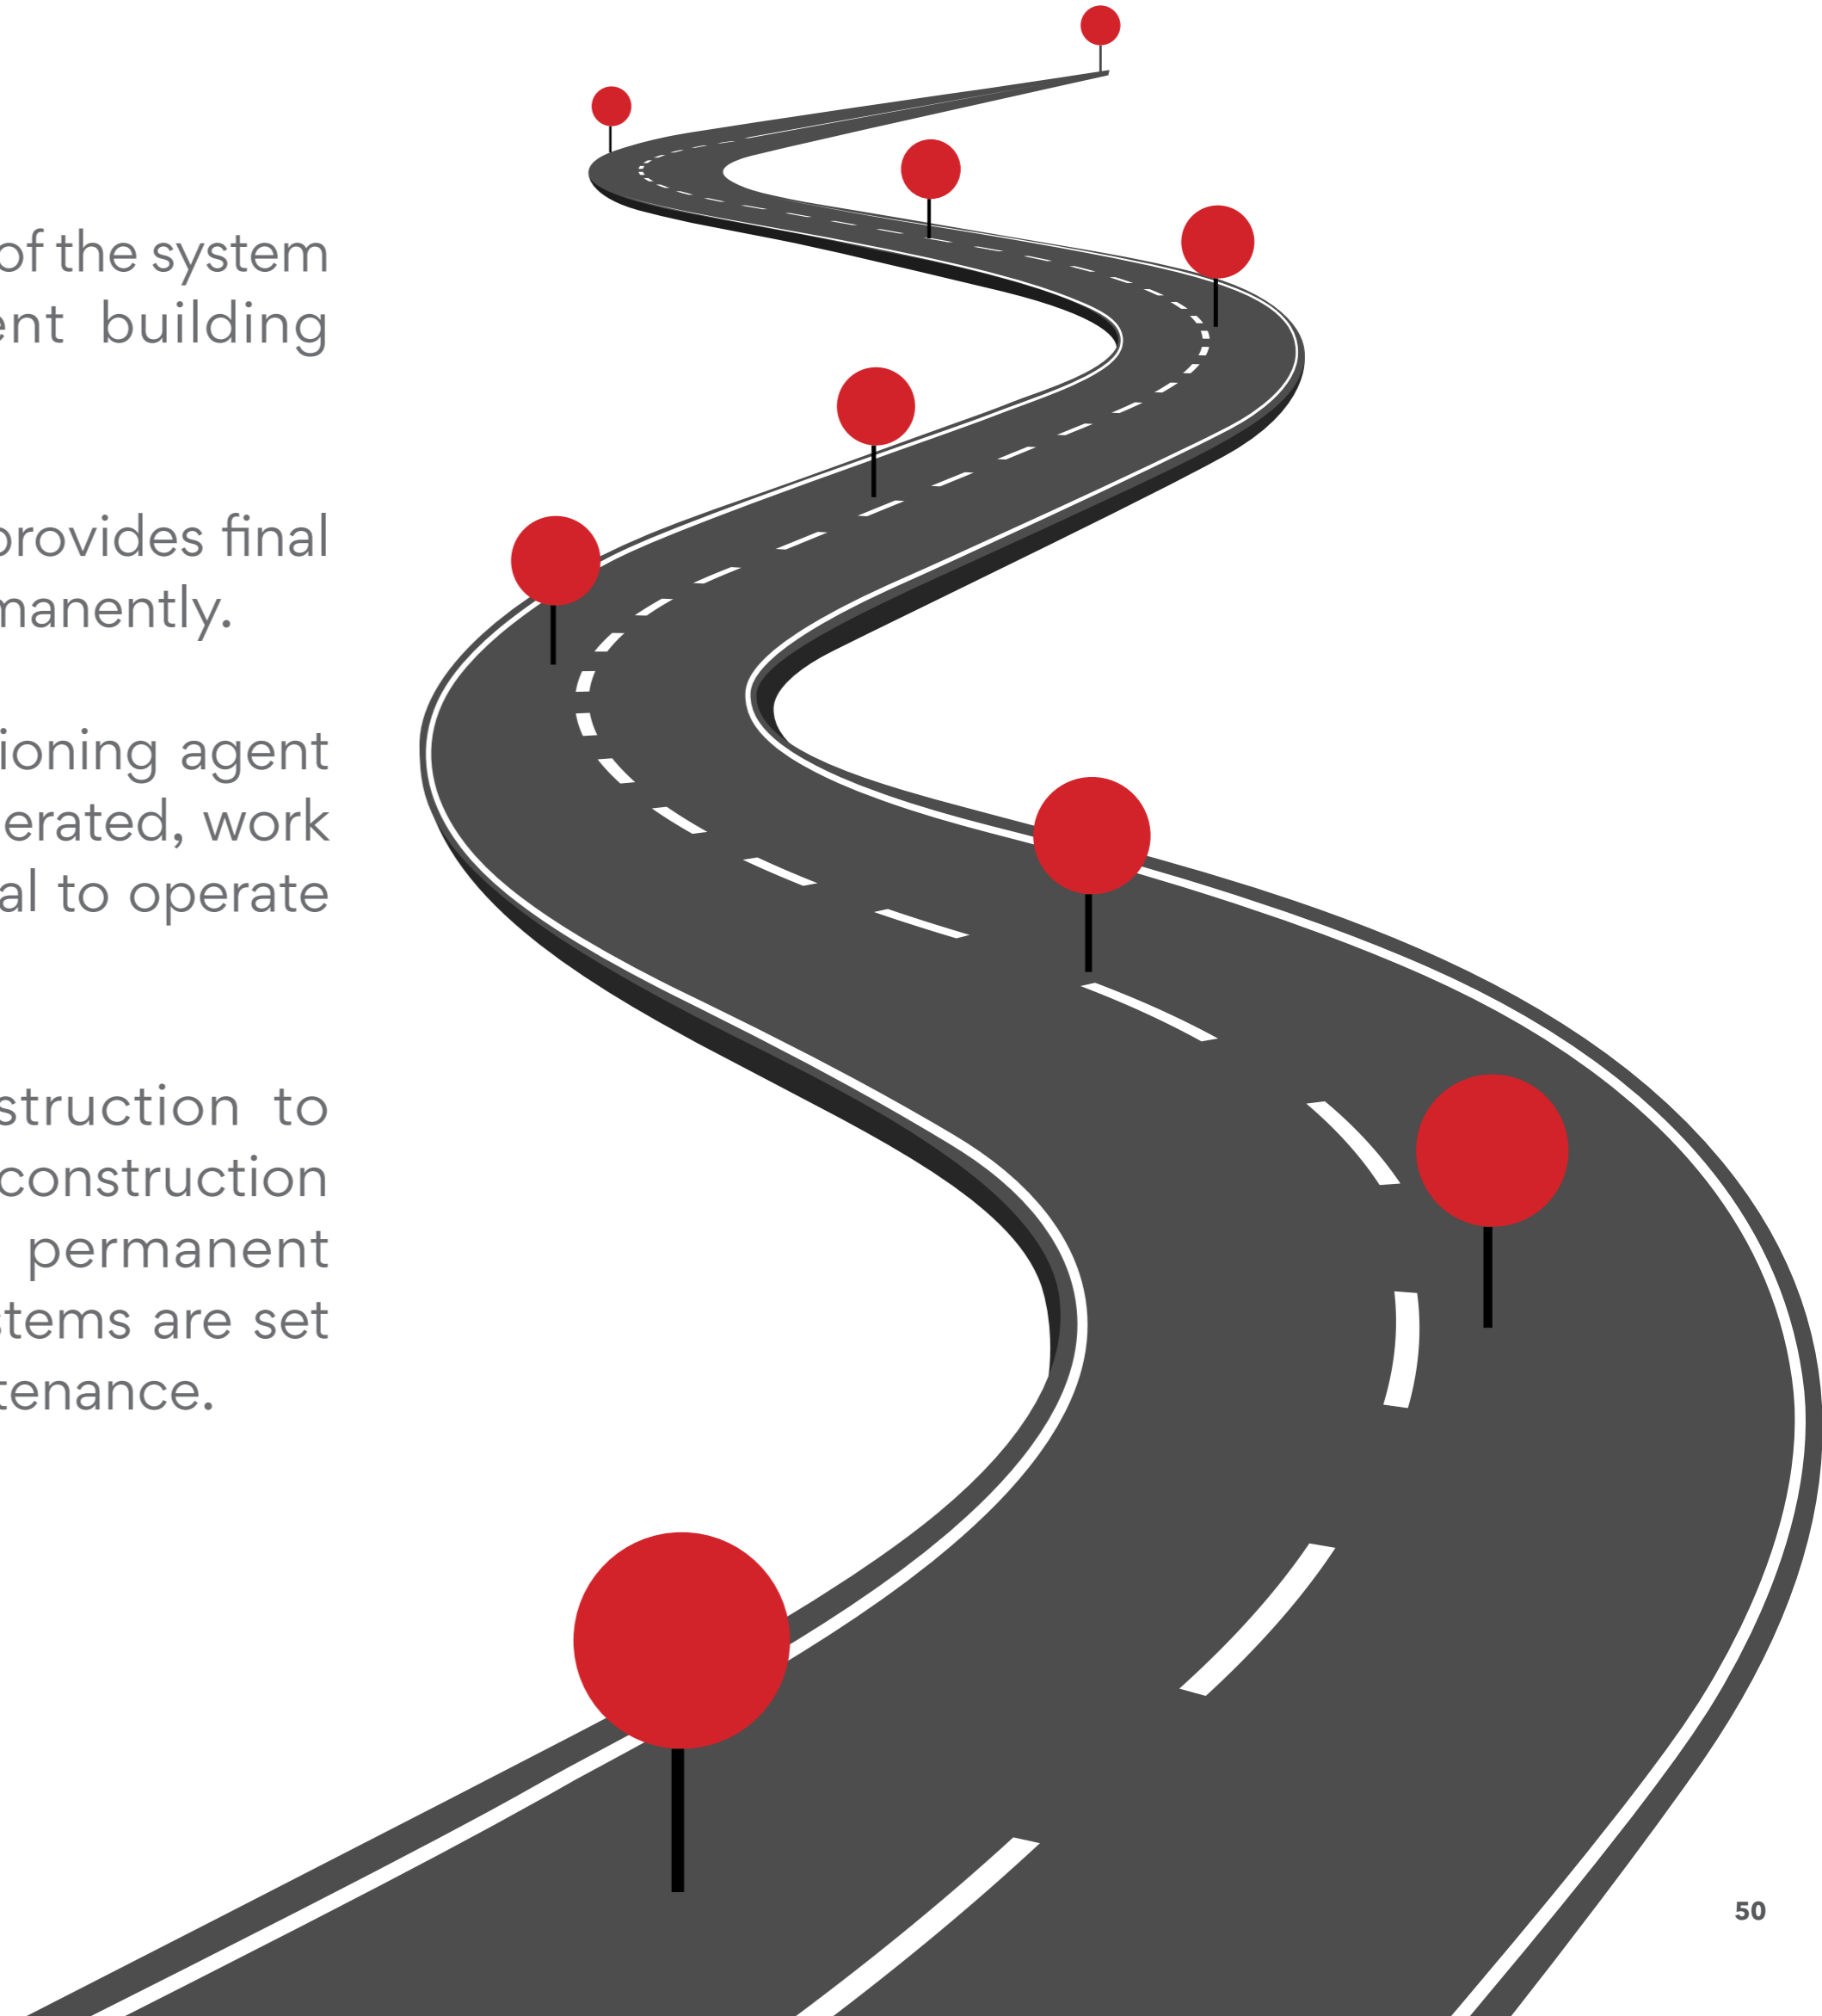 of the system
ent building
provides final
manently.
ioning agent
erated, work
al to operate
struction to
construction
permanent
stems are set
tenance.
50